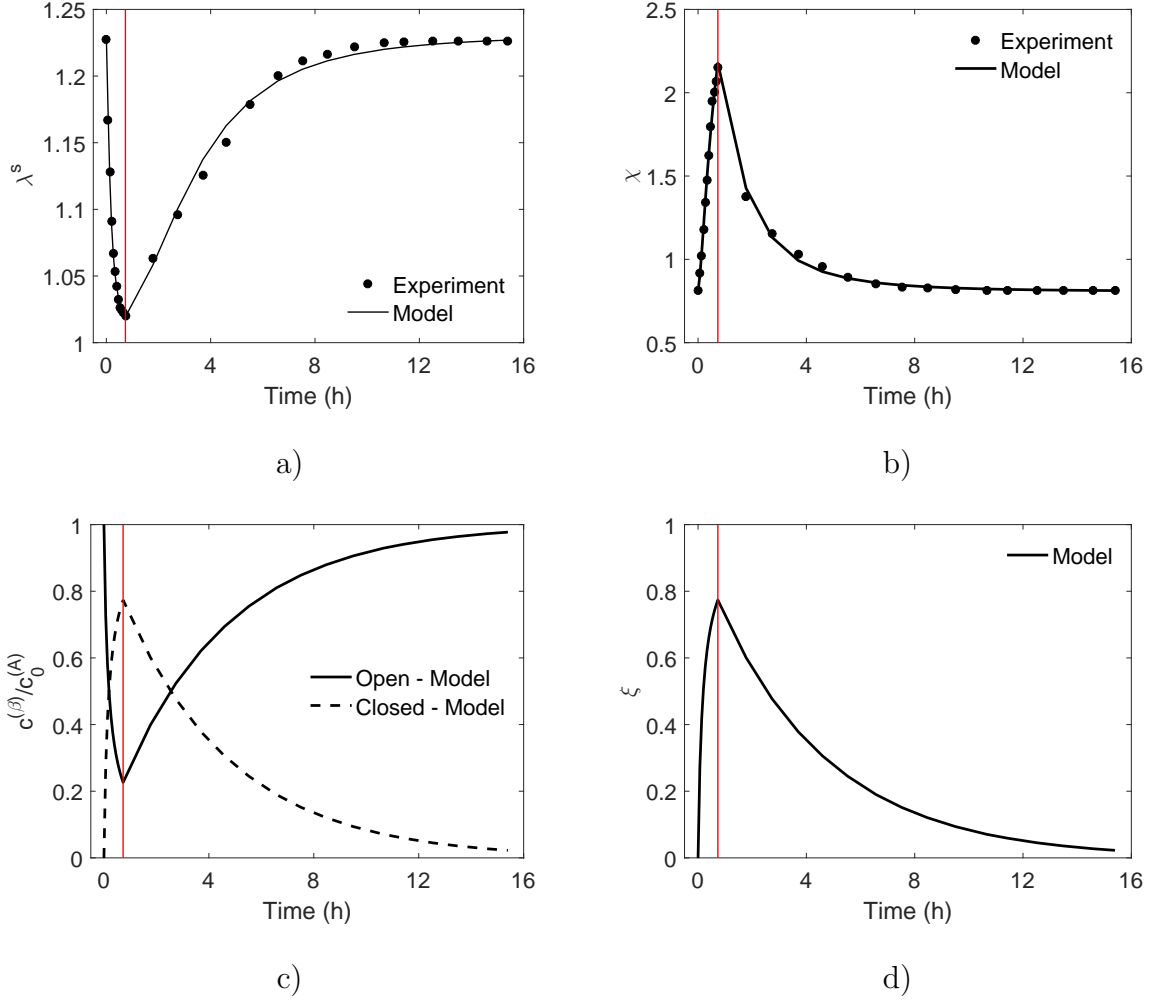 1.25
1.2
1.15
1.1
1.05
1
λˢ
0 4 8 12 16
Time (h)
Experiment
Model
a)
2.5
2
1.5
1
0.5
χ
0 4 8 12 16
Time (h)
Experiment
Model
b)
1
0.8
0.6
0.4
0.2
0
c^(β)/c_0^(A)
0 4 8 12 16
Time (h)
Open - Model
Closed - Model
c)
1
0.8
0.6
0.4
0.2
0
ξ
0 4 8 12 16
Time (h)
Model
d)